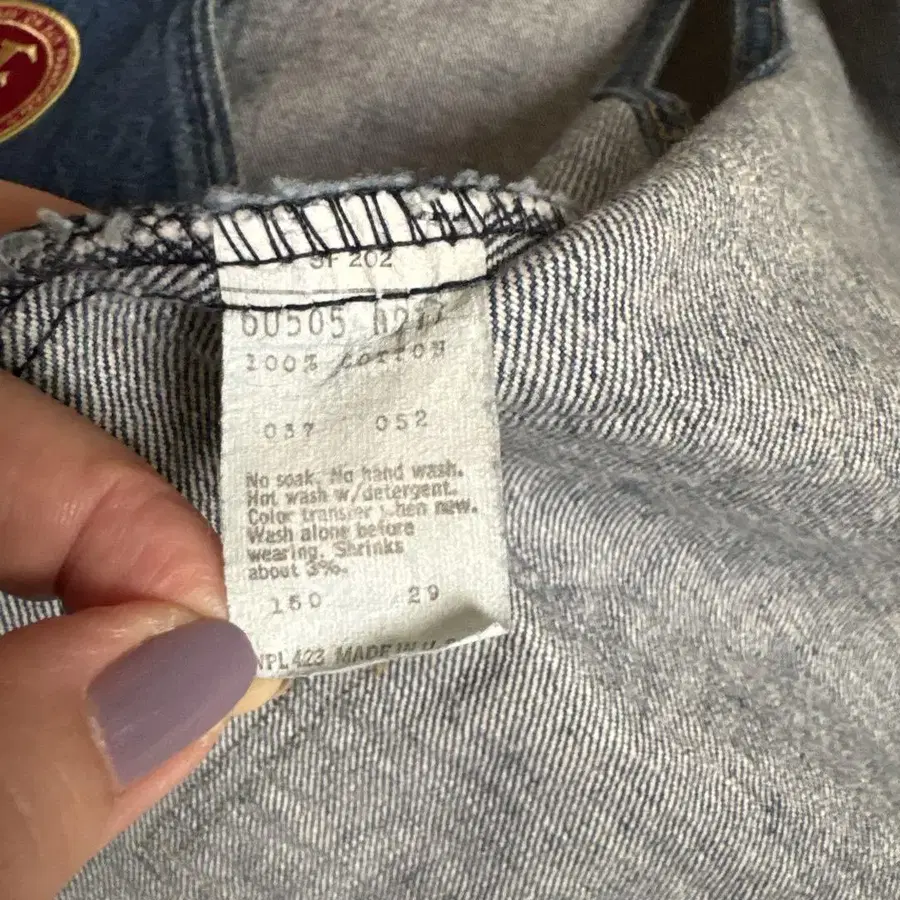 SF 202
60505 0217
100% COTTON
037 052
No soak. No hand wash.
Hot wash w/detergent.
Color transfer when new.
Wash alone before
wearing. Shrinks
about 3%.
160 29
WPL 423 MADE IN U.S.